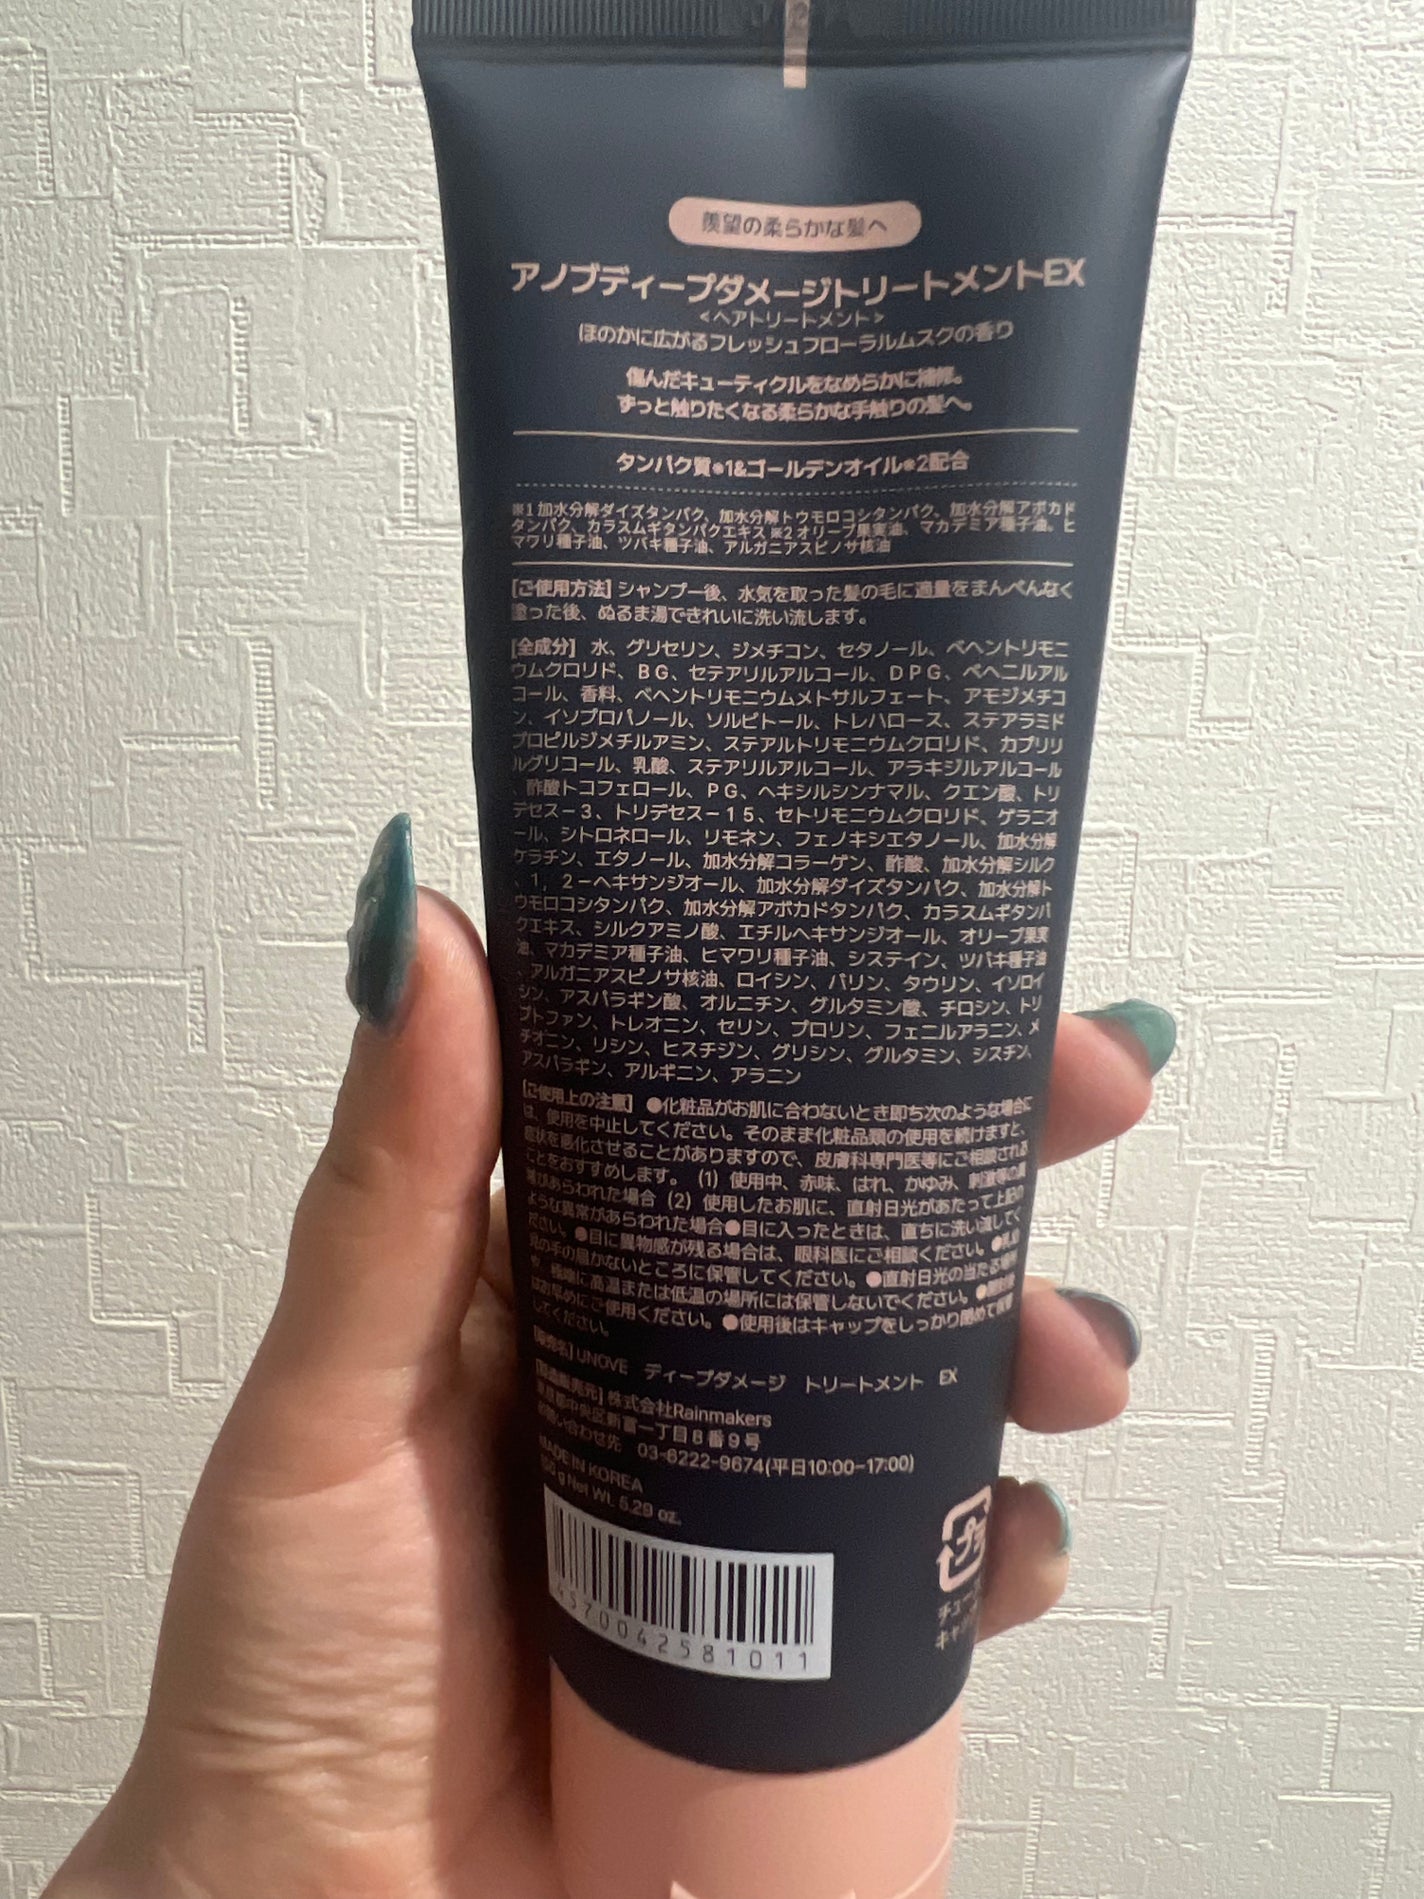 羨望の柔らかな髪へ
アノブディープダメージトリートメントEX
<ヘアトリートメント>
ほのかに広がるフレッシュフローラルムスクの香り
傷んだキューティクルをなめらかに補修。
ずっと触りたくなる柔らかな手触りの髪へ。
タンパク質※1&ゴールデンオイル※2配合
※1 加水分解ダイズタンパク、加水分解トウモロコシタンパク、加水分解アボカド
タンパク、カラスムギタンパクエキス ※2 オリーブ果実油、マカデミア種子油、ヒ
マワリ種子油、ツバキ種子油、アルガニアスピノサ核油
[ご使用方法] シャンプー後、水気を取った髪の毛に適量をまんべんなく
塗った後、ぬるま湯できれいに洗い流します。
[全成分] 水、グリセリン、ジメチコン、セタノール、ベヘントリモニ
ウムクロリド、BG、セテアリルアルコール、DPG、ベヘニルアル
コール、香料、ベヘントリモニウムメトサルフェート、アモジメチコ
ン、イソプロパノール、ソルビトール、トレハロース、ステアラミド
プロピルジメチルアミン、ステアルトリモニウムクロリド、カプリリ
ルグリコール、乳酸、ステアリルアルコール、アラキジルアルコール
、酢酸トコフェロール、PG、ヘキシルシンナマル、クエン酸、トリ
デセス−3、トリデセス−15、セトリモニウムクロリド、ゲラニオ
ール、シトロネロール、リモネン、フェノキシエタノール、加水分解
ケラチン、エタノール、加水分解コラーゲン、酢酸、加水分解シルク
、1，2−ヘキサンジオール、加水分解ダイズタンパク、加水分解ト
ウモロコシタンパク、加水分解アボカドタンパク、カラスムギタンパ
クエキス、シルクアミノ酸、エチルヘキサンジオール、オリーブ果実
油、マカデミア種子油、ヒマワリ種子油、システイン、ツバキ種子油
、アルガニアスピノサ核油、ロイシン、バリン、タウリン、イソロイ
シン、アスパラギン酸、オルニチン、グルタミン酸、チロシン、トリ
プトファン、トレオニン、セリン、プロリン、フェニルアラニン、メ
チオニン、リシン、ヒスチジン、グリシン、グルタミン、シスチン、
アスパラギン、アルギニン、アラニン
[ご使用上の注意] ●化粧品がお肌に合わないとき即ち次のような場合に
は、使用を中止してください。そのまま化粧品類の使用を続けますと、
症状を悪化させることがありますので、皮膚科専門医等にご相談される
ことをおすすめします。 (1) 使用中、赤味、はれ、かゆみ、刺激等の異
常があらわれた場合 (2) 使用したお肌に、直射日光があたって上記の
ような異常があらわれた場合●目に入ったときは、直ちに洗い流してく
ださい。●目に異物感が残る場合は、眼科医にご相談ください。●乳幼
児の手の届かないところに保管してください。●直射日光の当たる場所
や、極端に高温または低温の場所には保管しないでください。●開封後
はお早めにご使用ください。●使用後はキャップをしっかり閉めて保管
してください。
[販売名] UNOVE ディープダメージ トリートメント EX
[製造販売元] 株式会社Rainmakers
東京都中央区新富一丁目8番9号
お問い合わせ先 03-6222-9674(平日10:00−17:00)
MADE IN KOREA
150 g Net Wt. 5.29 oz.
4570042581011
プラ